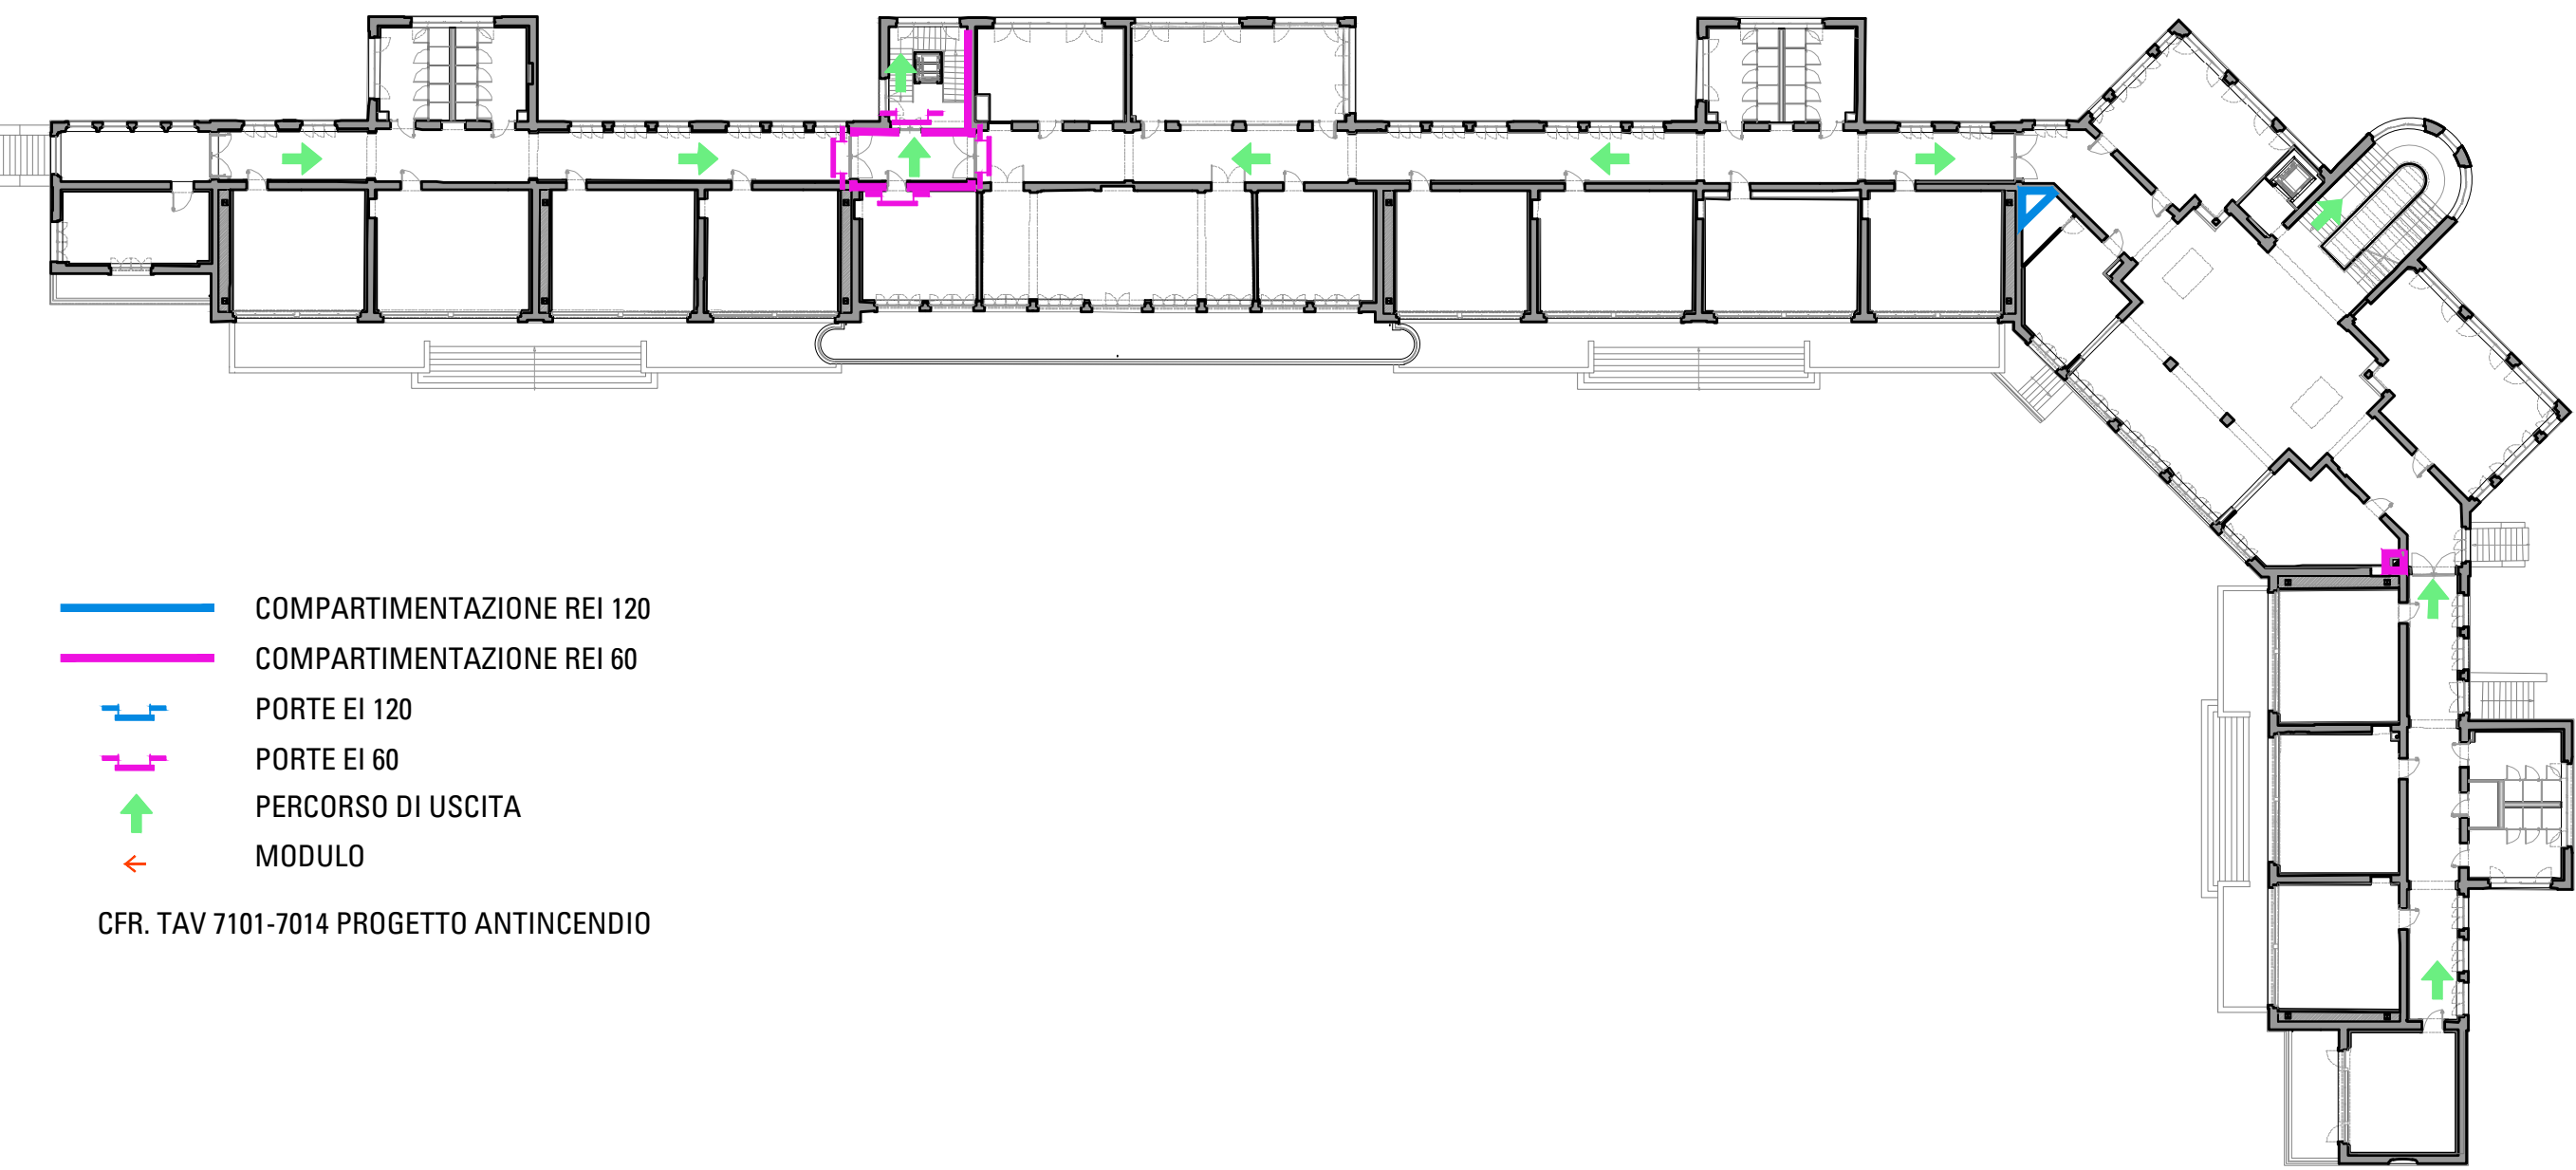 COMPARTIMENTAZIONE REI 120
COMPARTIMENTAZIONE REI 60
PORTE EI 120
PORTE EI 60
PERCORSO DI USCITA
MODULO
CFR. TAV 7101-7014 PROGETTO ANTINCENDIO